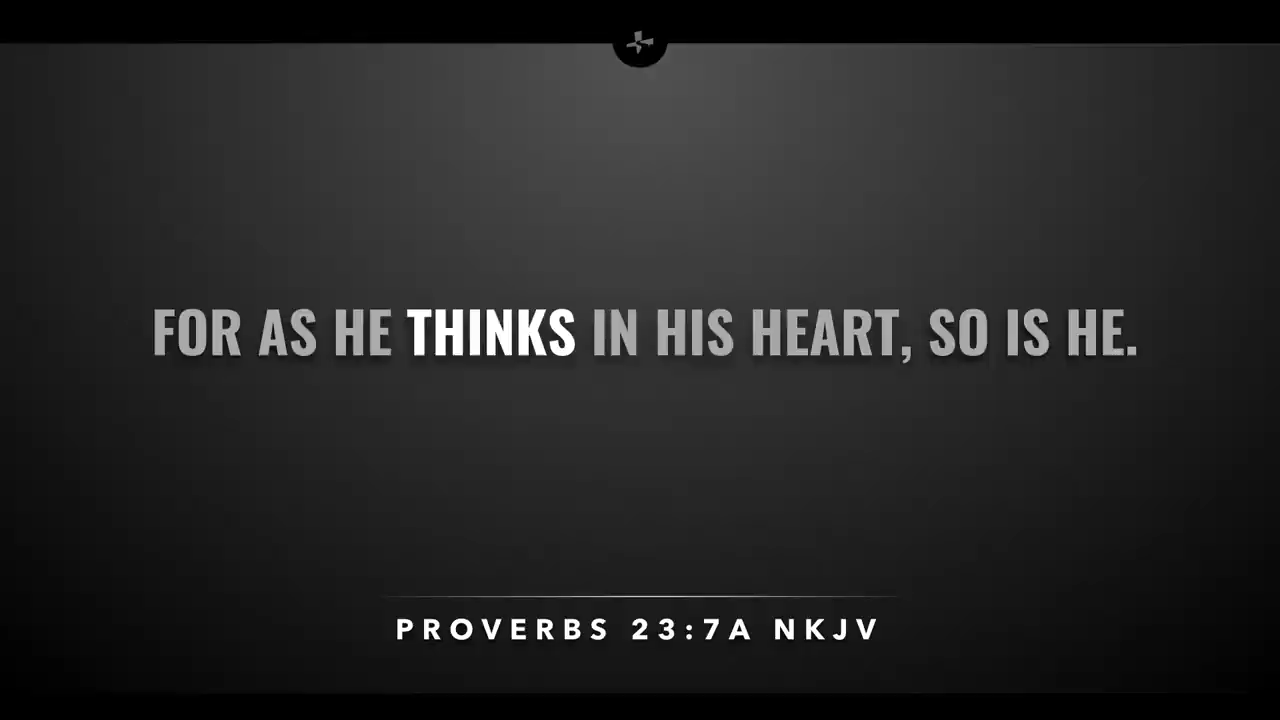 FOR AS HE THINKS IN HIS HEART, SO IS HE.
PROVERBS 23:7A NKJV